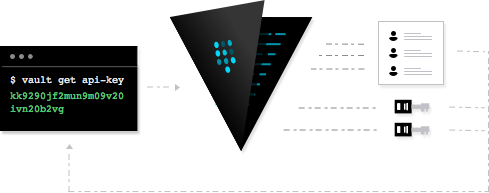 $ vault get api-key
kk9290jf2mun9m09v20
ivn20b2vg